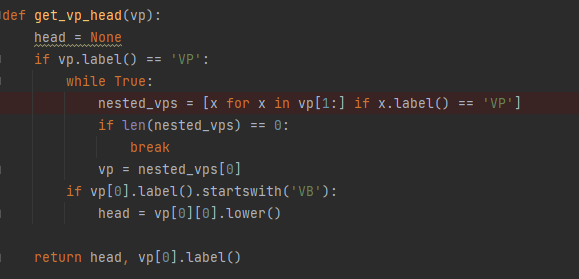 def get_vp_head(vp):
    head = None
    if vp.label() == 'VP':
        while True:
            nested_vps = [x for x in vp[1:] if x.label() == 'VP']
            if len(nested_vps) == 0:
                break
            vp = nested_vps[0]
        if vp[0].label().startswith('VB'):
            head = vp[0][0].lower()

    return head, vp[0].label()